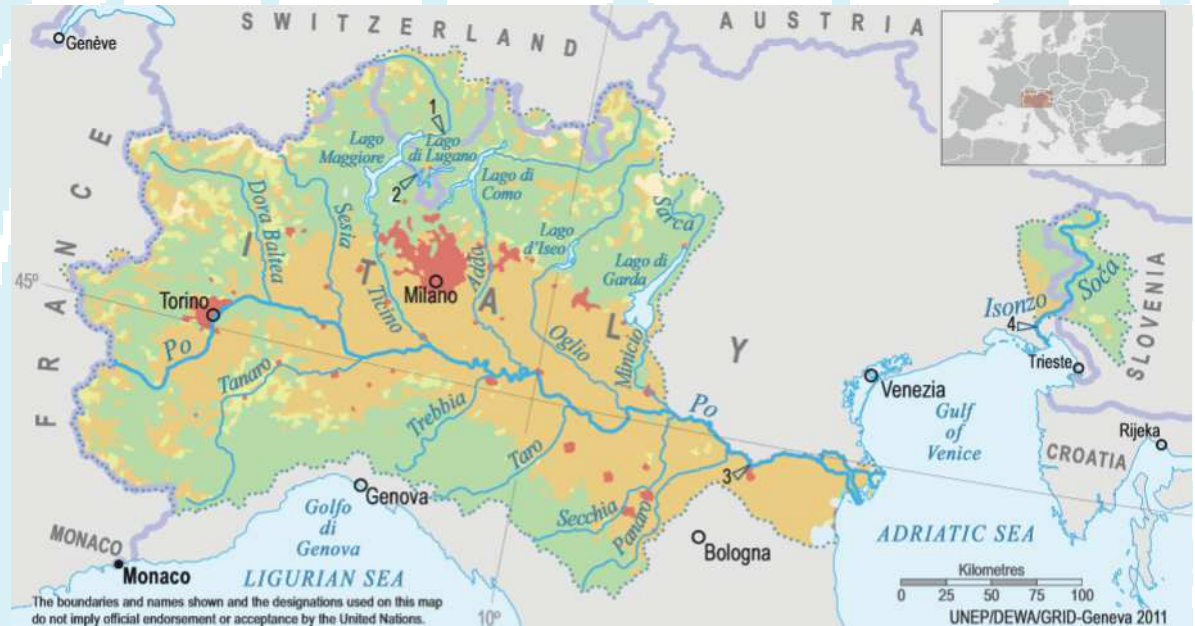 SWITZERLAND
AUSTRIA
Genève
FRANCE
1
Lago
Maggiore
Lago
di Lugano
2
Lago di
Como
Dora Baltea
Sesia
Sarca
Lago
d'Iseo
Lago di
Garda
ITALY
45º
Torino
Milano
Ticino
Adda
Oglio
Minicio
Isonzo
Soča
4
SLOVENIA
Trieste
Po
Tanaro
Trebbia
Taro
Po
Venezia
Gulf
of
Venice
Rijeka
CROATIA
3
Secchia
Panaro
Genova
Golfo
di
Genova
Bologna
MONACO
Monaco
LIGURIAN SEA
ADRIATIC SEA
Kilometres
0 25 50 75 100
The boundaries and names shown and the designations used on this map
do not imply official endorsement or acceptance by the United Nations.
10º
UNEP/DEWA/GRID-Geneva 2011